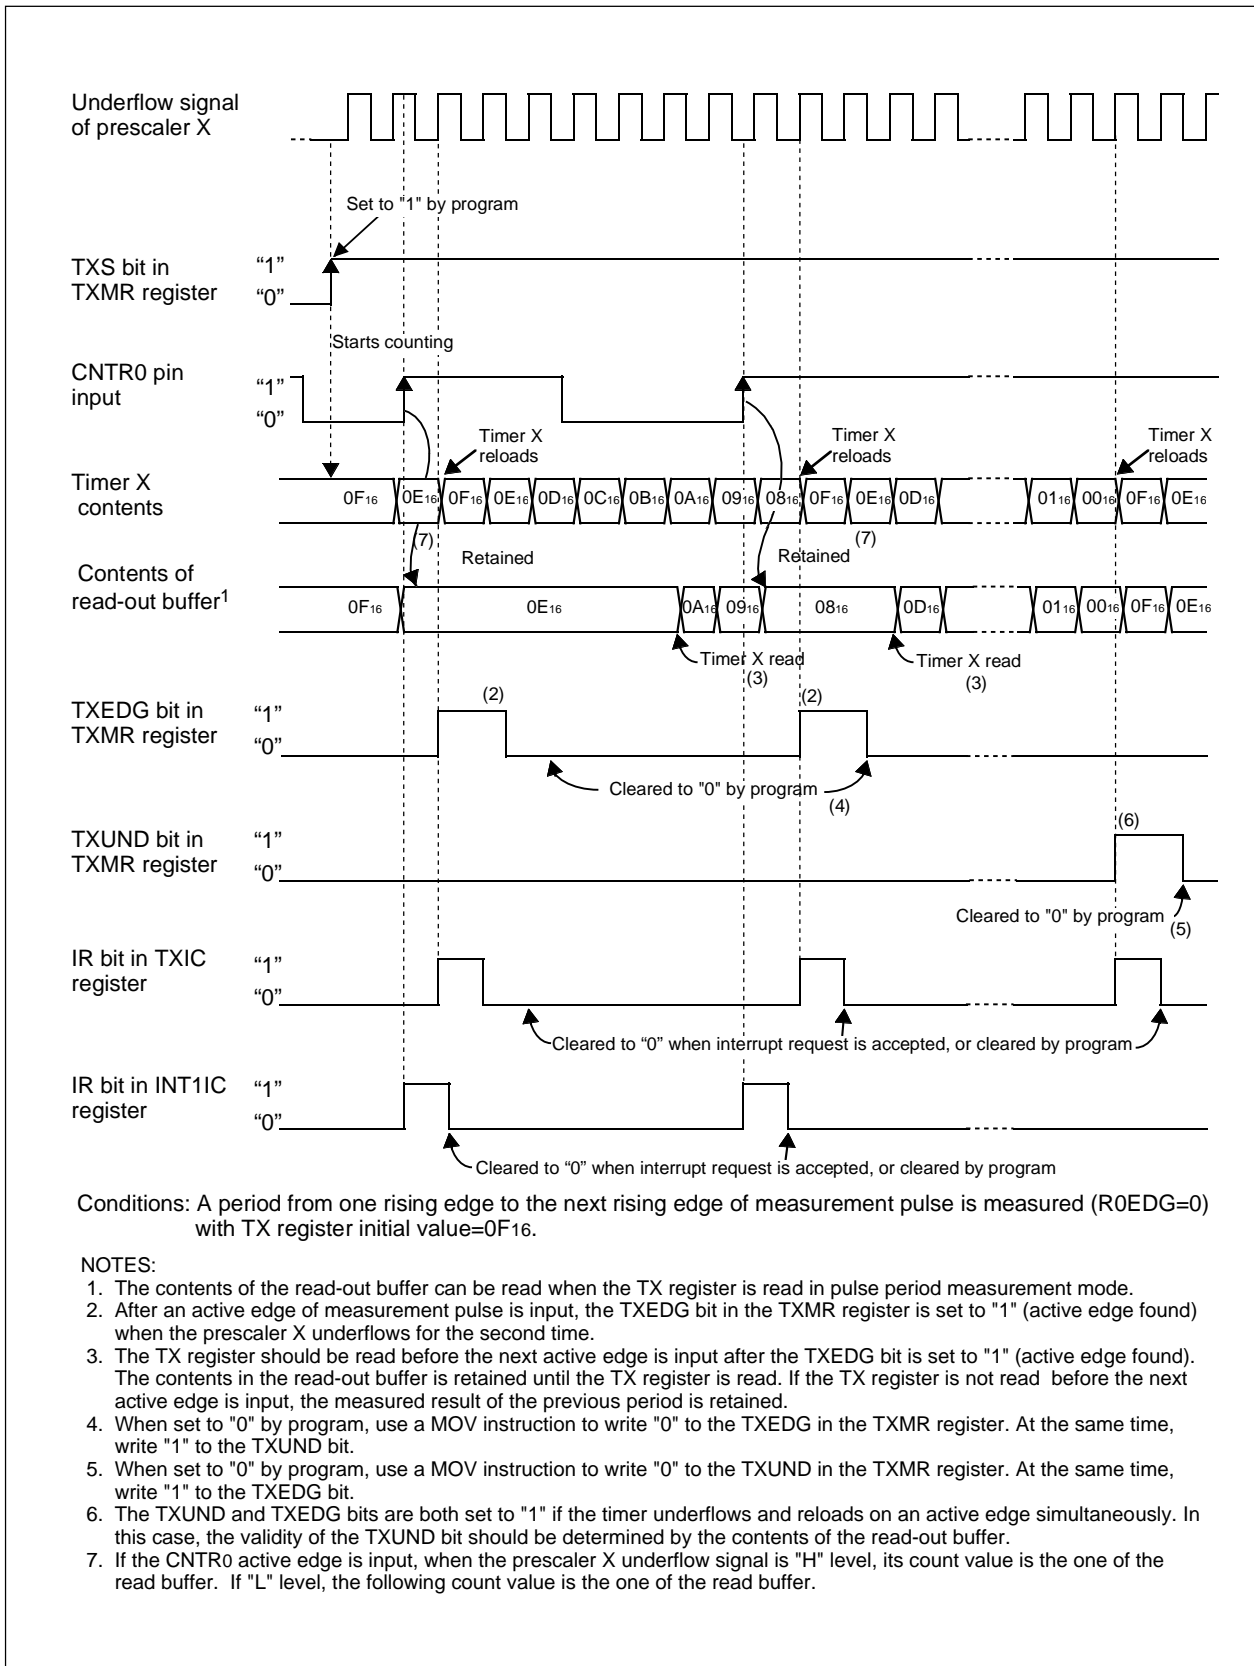 Underflow signal
of prescaler X
Set to "1" by program
TXS bit in
TXMR register
“1”
“0”
Starts counting
CNTR0 pin
input
“1”
“0”
Timer X
reloads
Timer X
reloads
Timer X
reloads
Timer X
contents
0F16 0E16 0F16 0E16 0D16 0C16 0B16 0A16 0916 0816 0F16 0E16 0D16 0116 0016 0F16 0E16
(7)
(7)
Retained
Retained
Contents of
read-out buffer1
0F16 0E16 0A16 0916 0816 0D16 0116 0016 0F16 0E16
Timer X read
(3)
Timer X read
(3)
TXEDG bit in
TXMR register
“1”
“0”
(2)
(2)
Cleared to "0" by program
(4)
TXUND bit in
TXMR register
“1”
“0”
(6)
Cleared to "0" by program
(5)
IR bit in TXIC
register
“1”
“0”
Cleared to “0” when interrupt request is accepted, or cleared by program
IR bit in INT1IC
register
“1”
“0”
Cleared to “0” when interrupt request is accepted, or cleared by program
Conditions: A period from one rising edge to the next rising edge of measurement pulse is measured (R0EDG=0)
with TX register initial value=0F16.
NOTES:
1. The contents of the read-out buffer can be read when the TX register is read in pulse period measurement mode.
2. After an active edge of measurement pulse is input, the TXEDG bit in the TXMR register is set to "1" (active edge found)
when the prescaler X underflows for the second time.
3. The TX register should be read before the next active edge is input after the TXEDG bit is set to "1" (active edge found).
The contents in the read-out buffer is retained until the TX register is read. If the TX register is not read before the next
active edge is input, the measured result of the previous period is retained.
4. When set to "0" by program, use a MOV instruction to write "0" to the TXEDG in the TXMR register. At the same time,
write "1" to the TXUND bit.
5. When set to "0" by program, use a MOV instruction to write "0" to the TXUND in the TXMR register. At the same time,
write "1" to the TXEDG bit.
6. The TXUND and TXEDG bits are both set to "1" if the timer underflows and reloads on an active edge simultaneously. In
this case, the validity of the TXUND bit should be determined by the contents of the read-out buffer.
7. If the CNTR0 active edge is input, when the prescaler X underflow signal is "H" level, its count value is the one of the
read buffer. If "L" level, the following count value is the one of the read buffer.